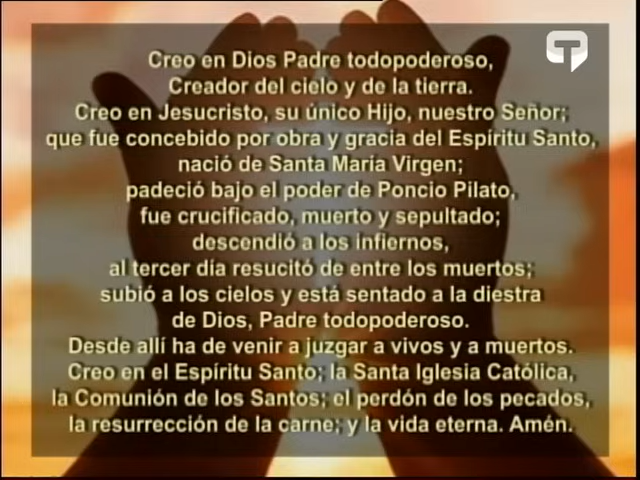 Creo en Dios Padre todopoderoso,
Creador del cielo y de la tierra.
Creo en Jesucristo, su único Hijo, nuestro Señor;
que fue concebido por obra y gracia del Espíritu Santo,
nació de Santa María Virgen;
padeció bajo el poder de Poncio Pilato,
fue crucificado, muerto y sepultado;
descendió a los infiernos,
al tercer día resucitó de entre los muertos;
subió a los cielos y está sentado a la diestra
de Dios, Padre todopoderoso.
Desde allí ha de venir a juzgar a vivos y a muertos.
Creo en el Espíritu Santo; la Santa Iglesia Católica,
la Comunión de los Santos; el perdón de los pecados,
la resurrección de la carne; y la vida eterna. Amén.